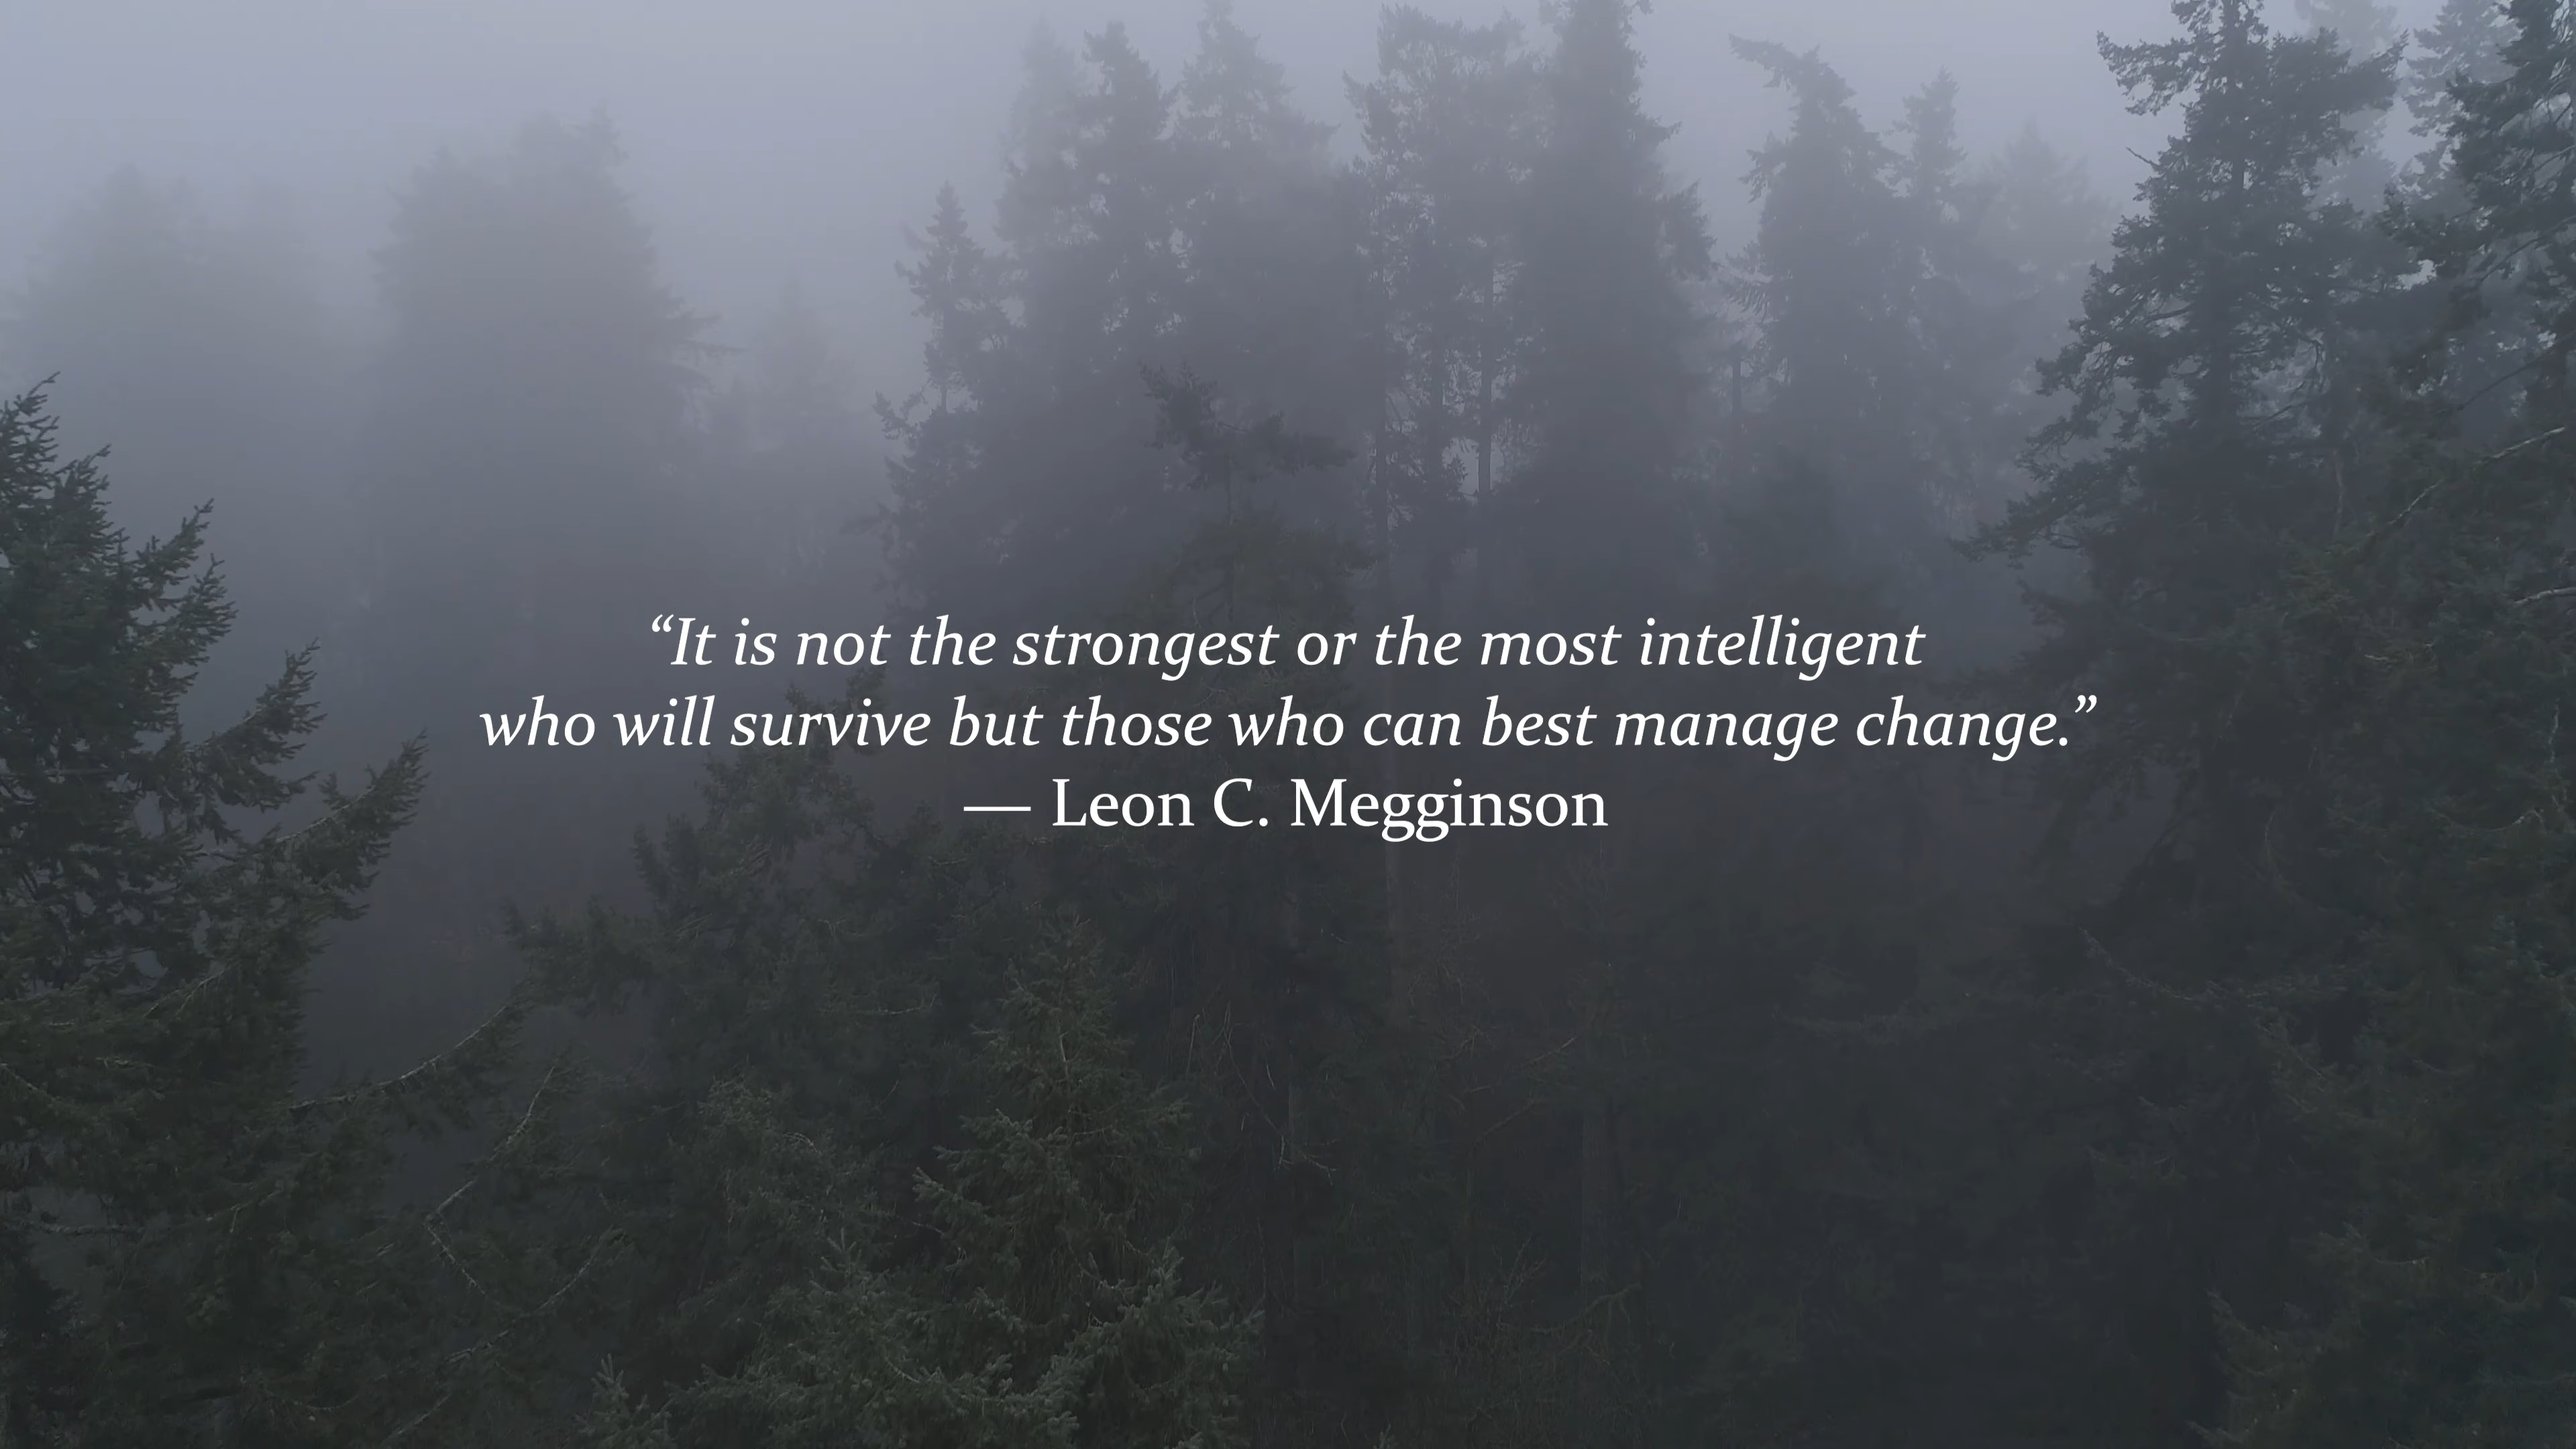 “It is not the strongest or the most intelligent
who will survive but those who can best manage change.”
— Leon C. Megginson